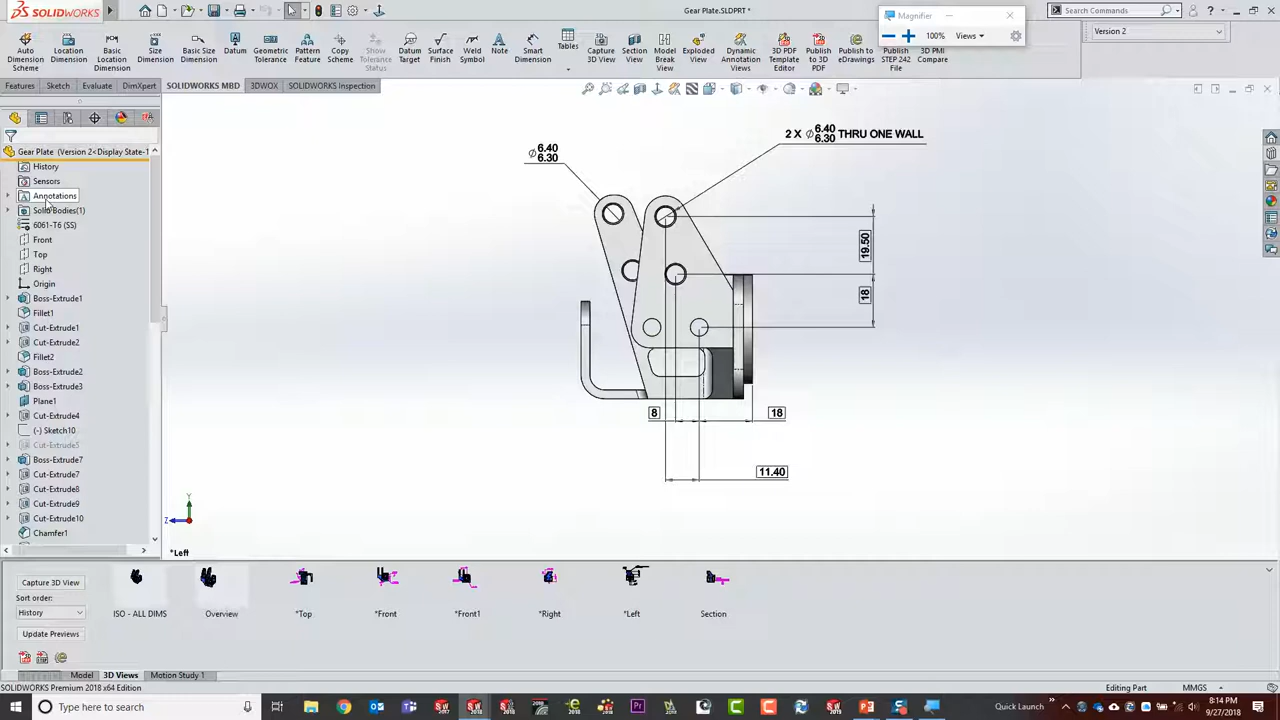 SOLIDWORKS
Gear Plate.SLDPRT *
Magnifier
100%
Views
Search Commands
Version 2
Auto Dimension Scheme
Location Dimension
Basic Location Dimension
Size Dimension
Basic Size Dimension
Datum
Geometric Tolerance
Pattern Feature
Copy Scheme
Show Tolerance Status
Datum Target
Surface Finish
Weld Symbol
Note
Smart Dimension
Tables
Capture 3D View
Section View
Model Break View
Exploded View
Dynamic Annotation Views
3D PDF Template Editor
Publish to 3D PDF
Publish to eDrawings
Publish STEP 242 File
3D PMI Compare
Features
Sketch
Evaluate
DimXpert
SOLIDWORKS MBD
3DWOX
SOLIDWORKS Inspection
Gear Plate (Version 2<Display State-1
History
Sensors
Annotations
Solid Bodies(1)
6061-T6 (SS)
Front
Top
Right
Origin
Boss-Extrude1
Fillet1
Cut-Extrude1
Cut-Extrude2
Fillet2
Boss-Extrude2
Boss-Extrude3
Plane1
Cut-Extrude4
(-) Sketch10
Cut-Extrude5
Boss-Extrude7
Cut-Extrude7
Cut-Extrude8
Cut-Extrude9
Cut-Extrude10
Chamfer1
⌀ 6.40
6.30
2 X ⌀ 6.40
6.30 THRU ONE WALL
19.50
18
8
18
11.40
Y
Z
*Left
Capture 3D View
Sort order:
History
Update Previews
ISO - ALL DIMS
Overview
*Top
*Front
*Front1
*Right
*Left
Section
Model
3D Views
Motion Study 1
SOLIDWORKS Premium 2018 x64 Edition
Editing Part
MMGS
Type here to search
Quick Launch
8:14 PM
9/27/2018